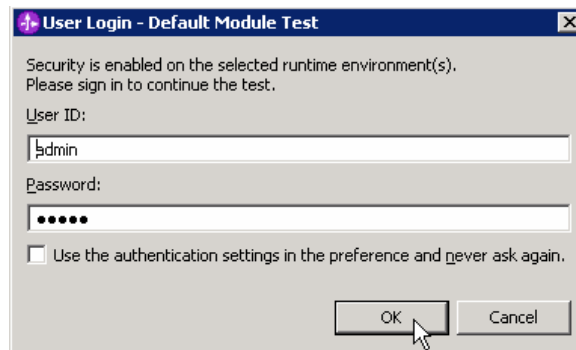 User Login - Default Module Test
Security is enabled on the selected runtime environment(s).
Please sign in to continue the test.
User ID:
admin
Password:
●●●●●
Use the authentication settings in the preference and never ask again.
OK
Cancel